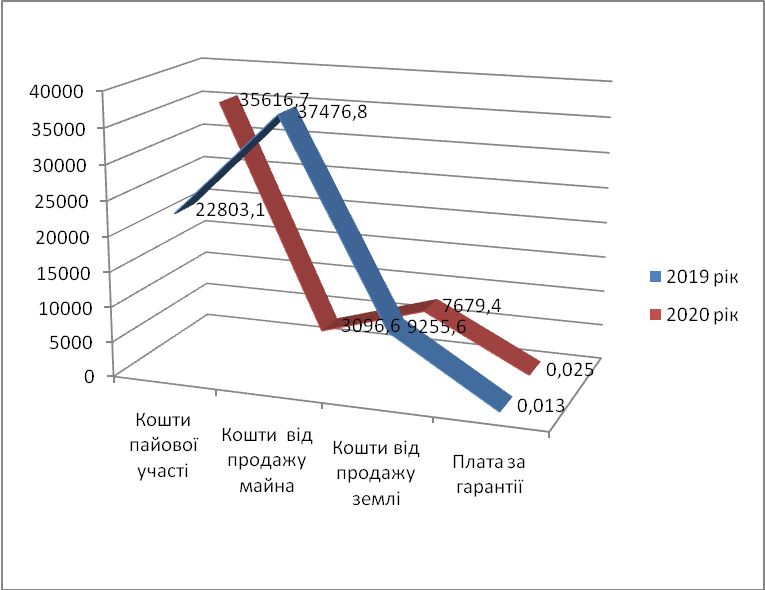 40000
35000
30000
25000
20000
15000
10000
5000
0
35616,7
37476,8
22803,1
3096,6
9255,6
7679,4
0,025
0,013
Кошти
пайової
участі
Кошти від
продажу
майна
Кошти від
продажу
землі
Плата за
гарантії
2019 рік
2020 рік